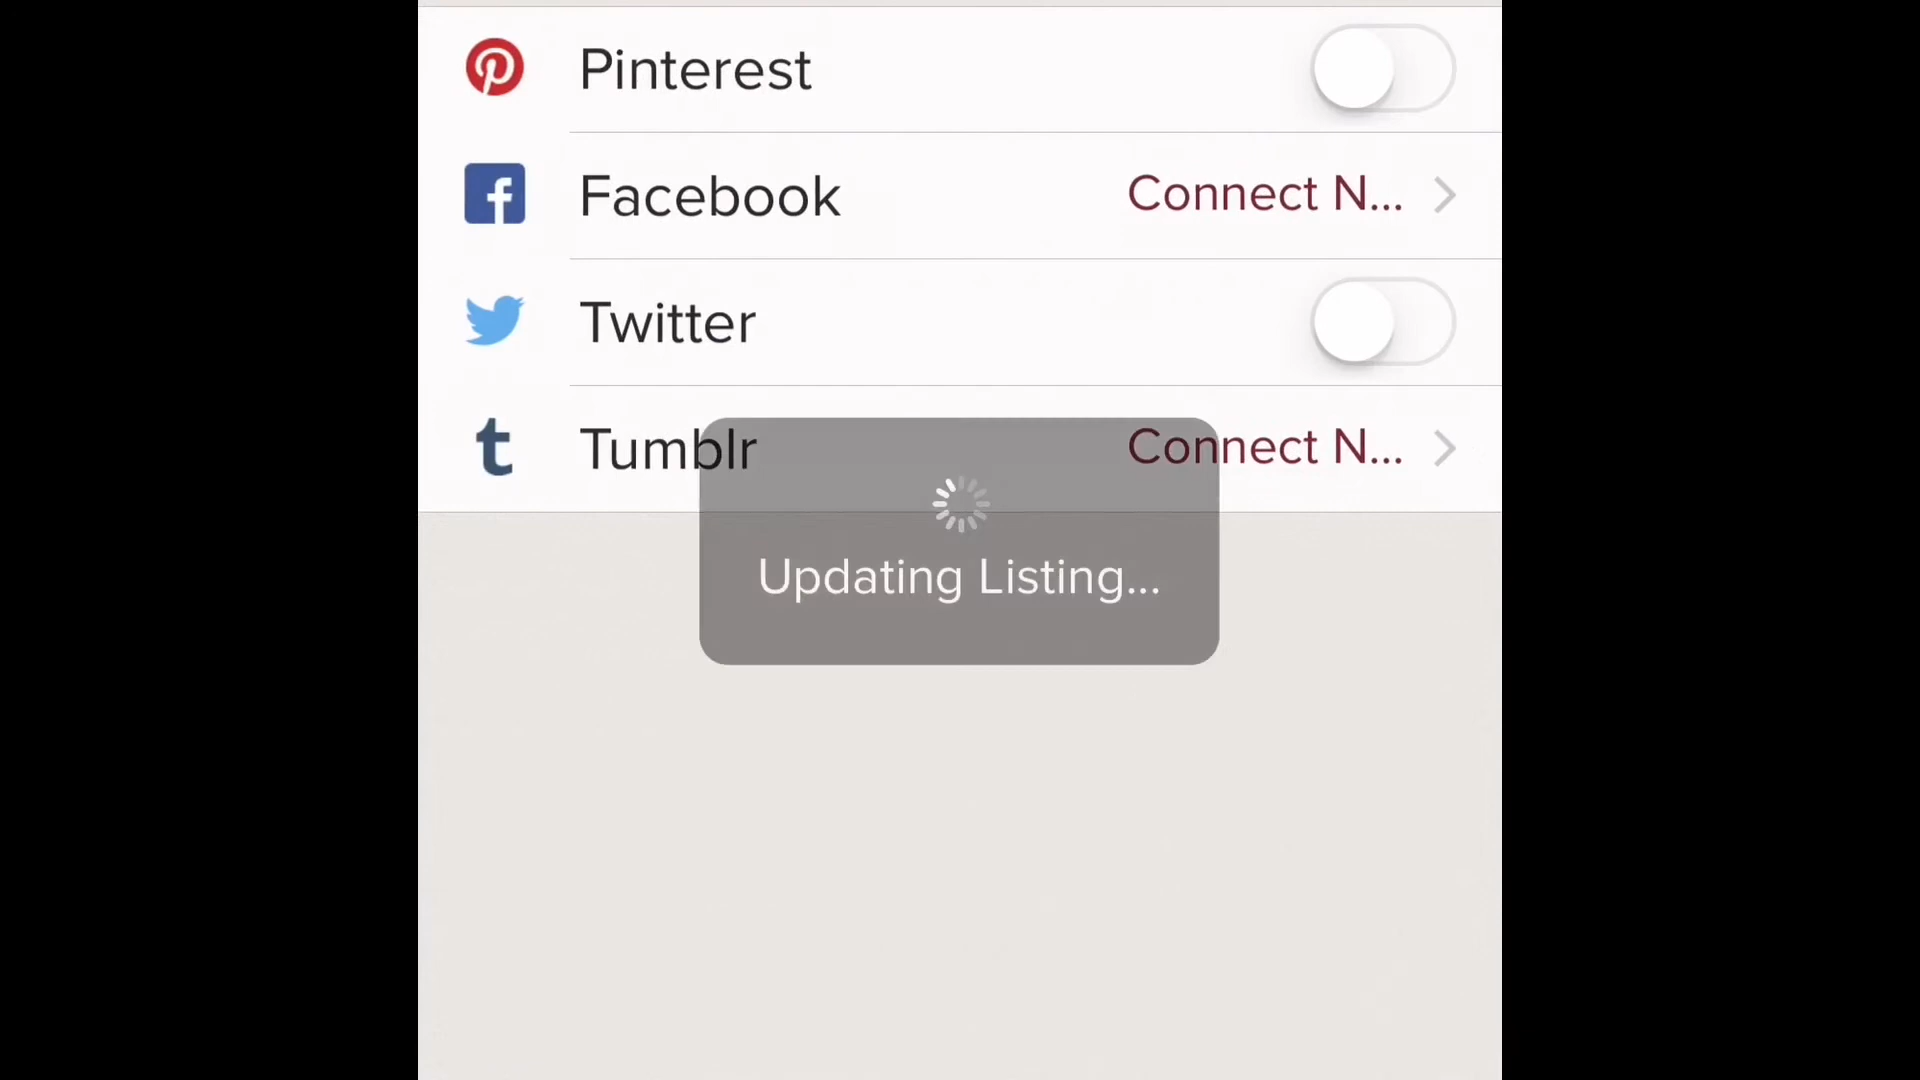 Pinterest
Facebook Connect N...
Twitter
Tumblr Connect N...
Updating Listing...